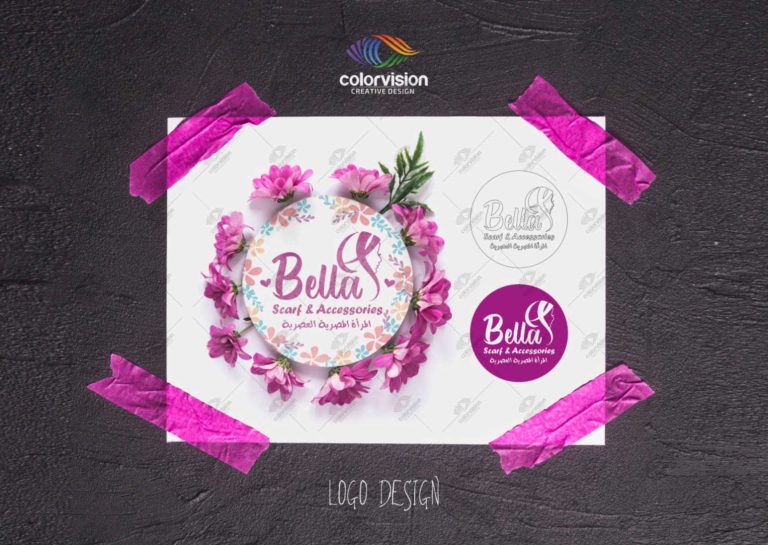 colorvision
CREATIVE DESIGN
Bella
Scarf & Accessories
المرأة المصرية العصرية
Bella
Scarf & Accessories
المرأة المصرية العصرية
Bella
Scarf & Accessories
المرأة المصرية العصرية
LOGO DESIGN